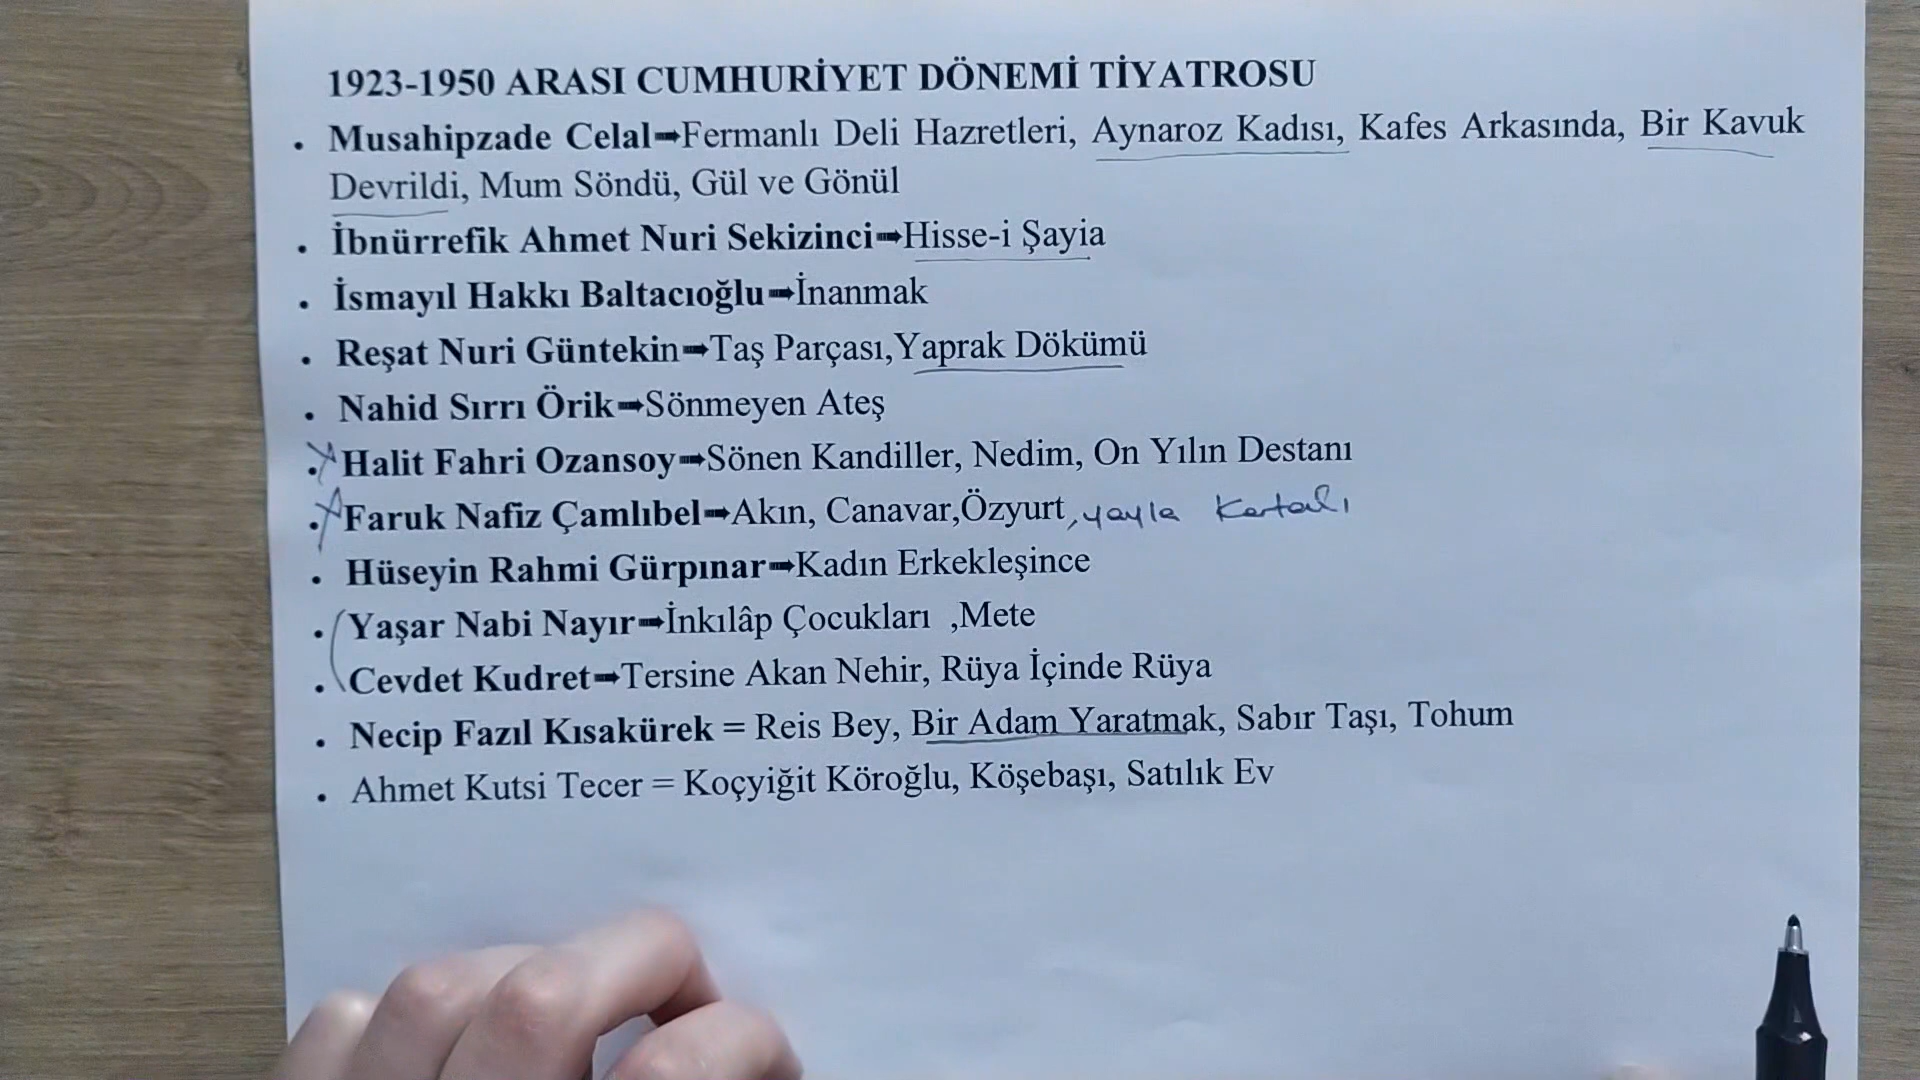 1923-1950 ARASI CUMHURİYET DÖNEMİ TİYATROSU
• Musahipzade Celal➡Fermanlı Deli Hazretleri, Aynaroz Kadısı, Kafes Arkasında, Bir Kavuk
Devrildi, Mum Söndü, Gül ve Gönül
• İbnürrefik Ahmet Nuri Sekizinci➡Hisse-i Şayia
• İsmayıl Hakkı Baltacıoğlu➡İnanmak
• Reşat Nuri Güntekin➡Taş Parçası,Yaprak Dökümü
• Nahid Sırrı Örik➡Sönmeyen Ateş
• Halit Fahri Ozansoy➡Sönen Kandiller, Nedim, On Yılın Destanı
• Faruk Nafiz Çamlıbel➡Akın, Canavar,Özyurt, yayla Kartalı
• Hüseyin Rahmi Gürpınar➡Kadın Erkekleşince
• Yaşar Nabi Nayır➡İnkılâp Çocukları ,Mete
• Cevdet Kudret➡Tersine Akan Nehir, Rüya İçinde Rüya
• Necip Fazıl Kısakürek = Reis Bey, Bir Adam Yaratmak, Sabır Taşı, Tohum
• Ahmet Kutsi Tecer = Koçyiğit Köroğlu, Köşebaşı, Satılık Ev